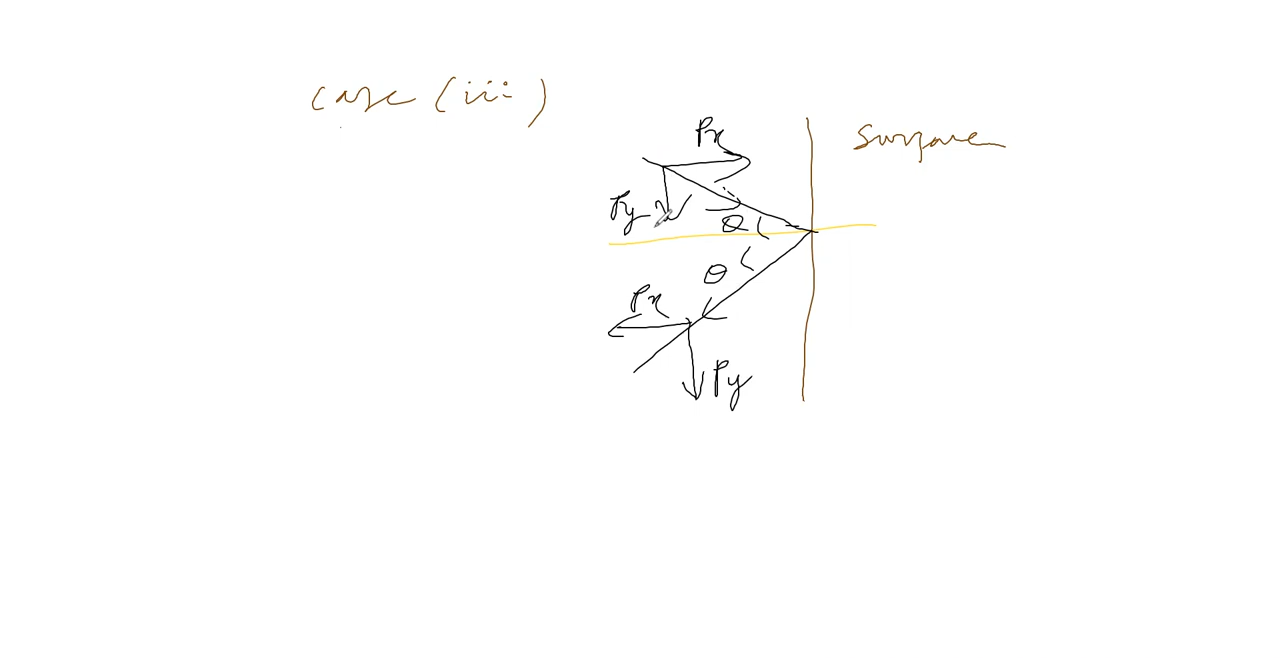 case (iii)
Px
Surface
Py
θ
θ
Px
Py